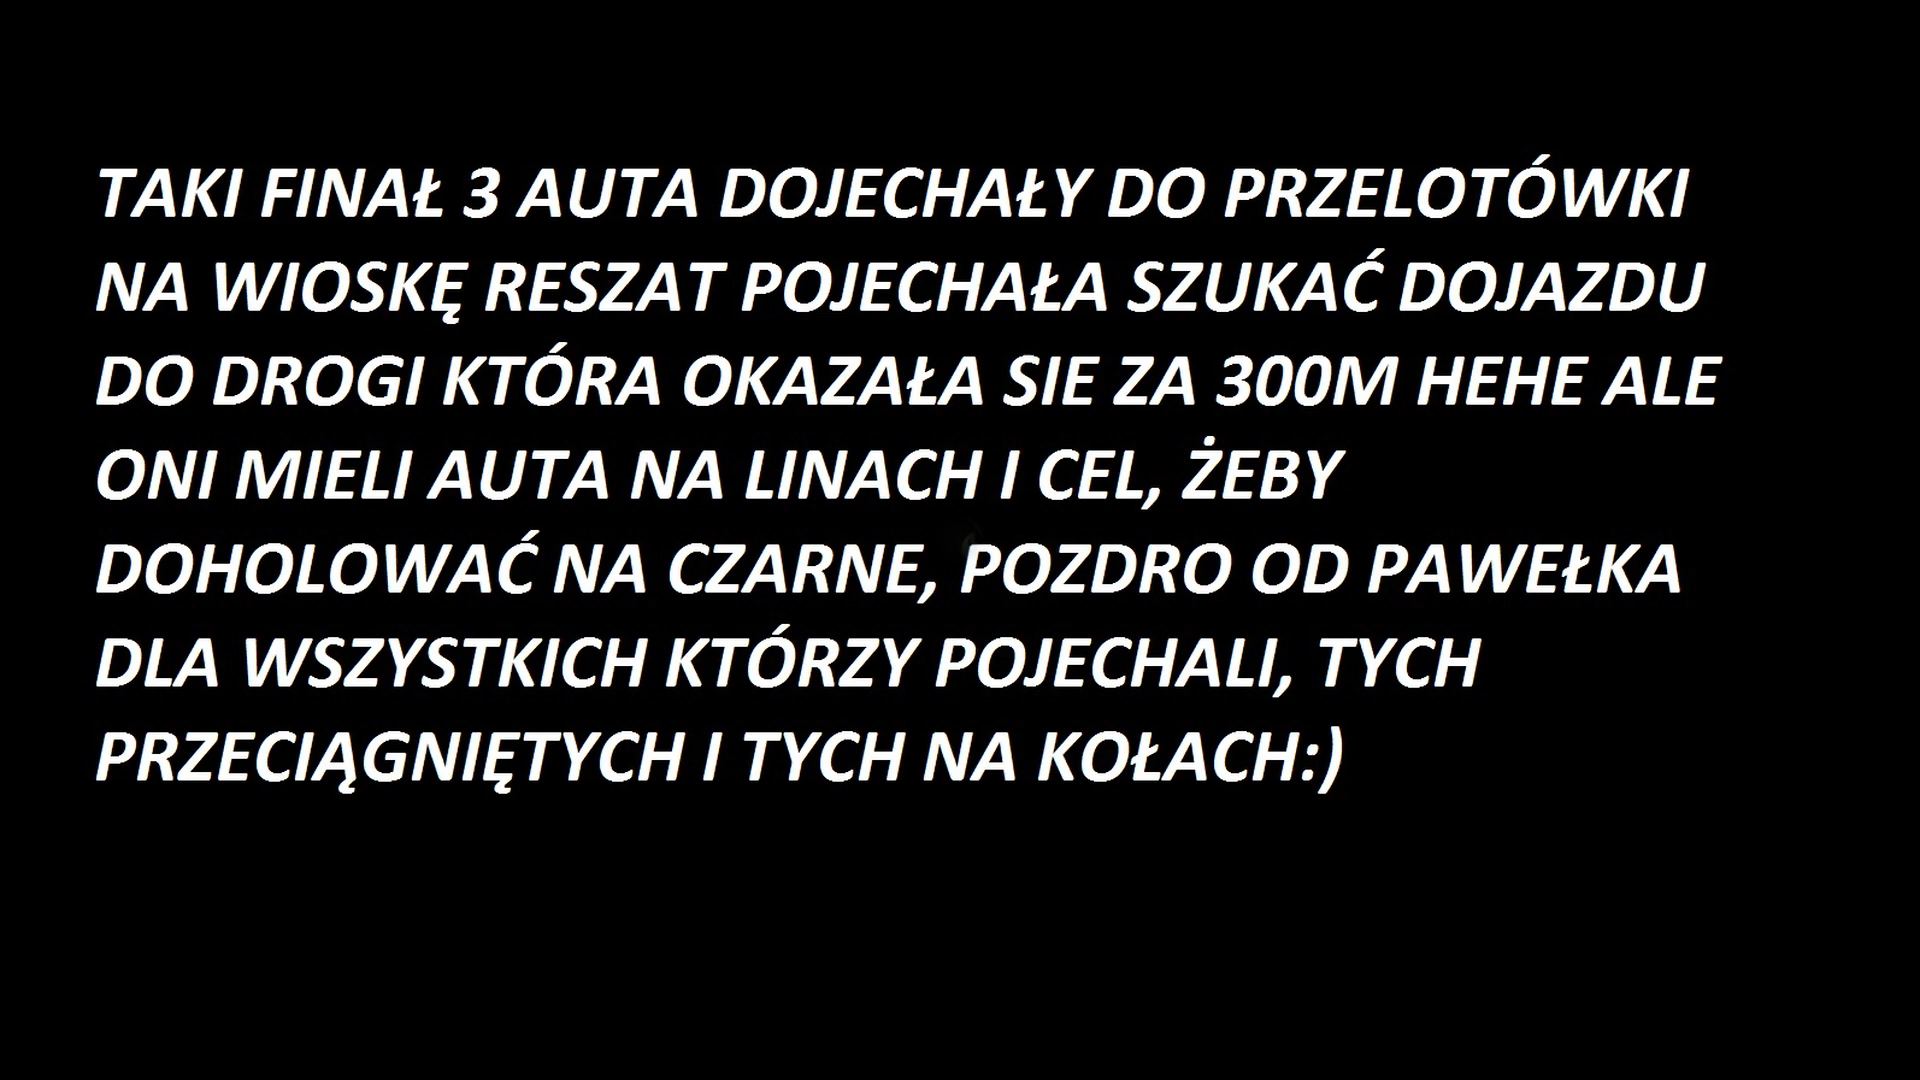 TAKI FINAŁ 3 AUTA DOJECHAŁY DO PRZELOTÓWKI
NA WIOSKĘ RESZAT POJECHAŁA SZUKAĆ DOJAZDU
DO DROGI KTÓRA OKAZAŁA SIE ZA 300M HEHE ALE
ONI MIELI AUTA NA LINACH I CEL, ŻEBY
DOHOLOWAĆ NA CZARNE, POZDRO OD PAWEŁKA
DLA WSZYSTKICH KTÓRZY POJECHALI, TYCH
PRZECIĄGNIĘTYCH I TYCH NA KOŁACH:)